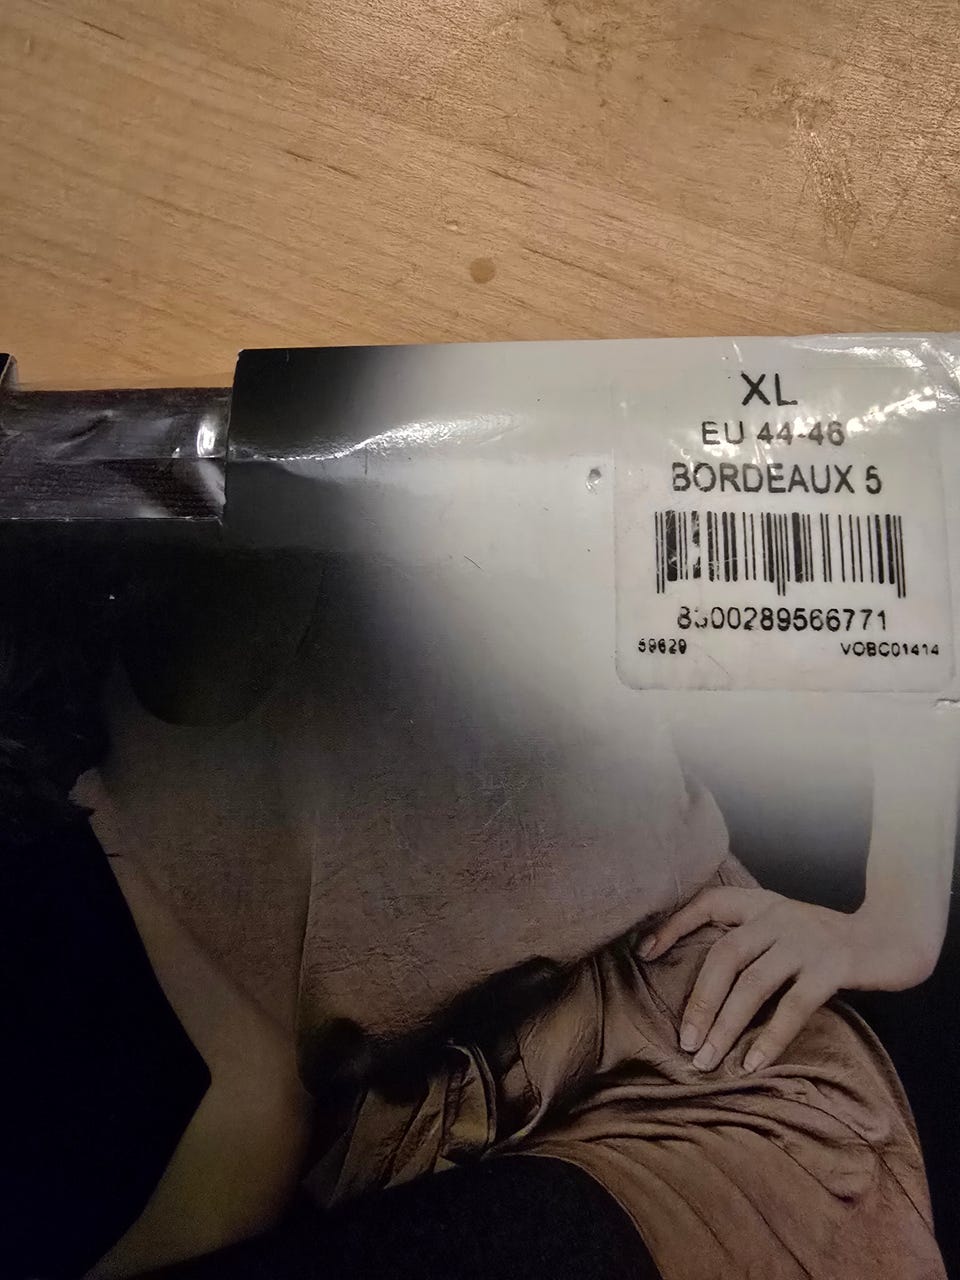 XL
EU 44-46
BORDEAUX 5
8300289566771
59629
VOBC01414